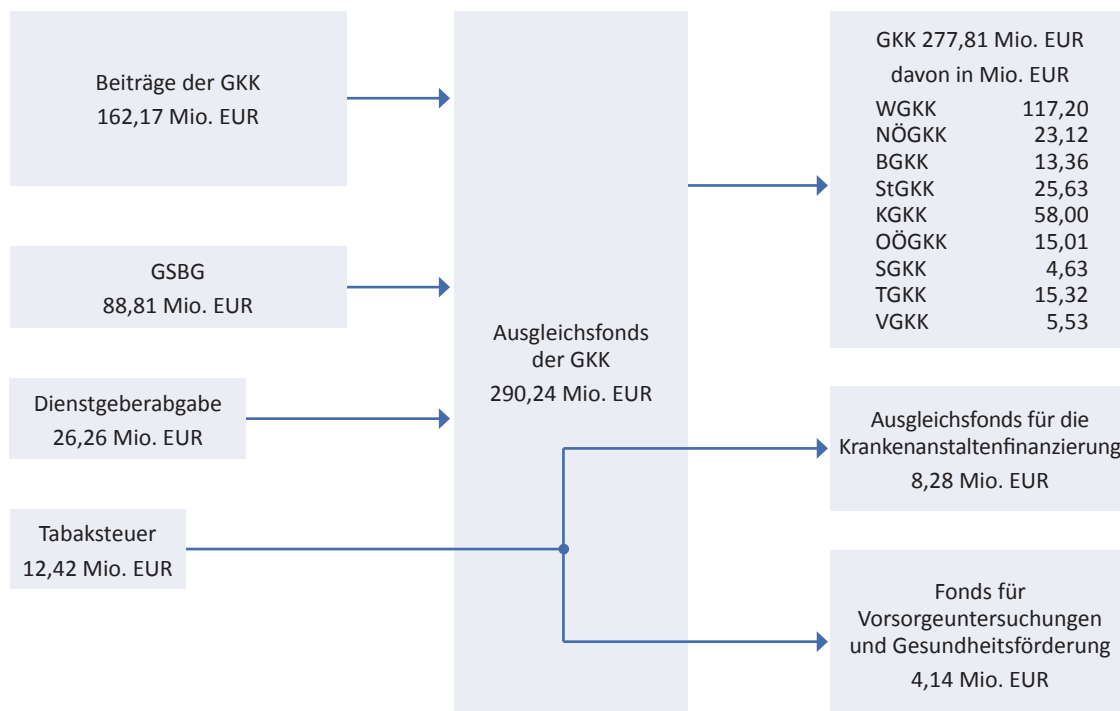 Beiträge der GKK
162,17 Mio. EUR
GSBG
88,81 Mio. EUR
Dienstgeberabgabe
26,26 Mio. EUR
Tabaksteuer
12,42 Mio. EUR
Ausgleichsfonds
der GKK
290,24 Mio. EUR
GKK 277,81 Mio. EUR
davon in Mio. EUR
WGKK 117,20
NÖGKK 23,12
BGKK 13,36
StGKK 25,63
KGKK 58,00
OÖGKK 15,01
SGKK 4,63
TGKK 15,32
VGKK 5,53
Ausgleichsfonds für die
Krankenanstaltenfinanzierung
8,28 Mio. EUR
Fonds für
Vorsorgeuntersuchungen
und Gesundheitsförderung
4,14 Mio. EUR